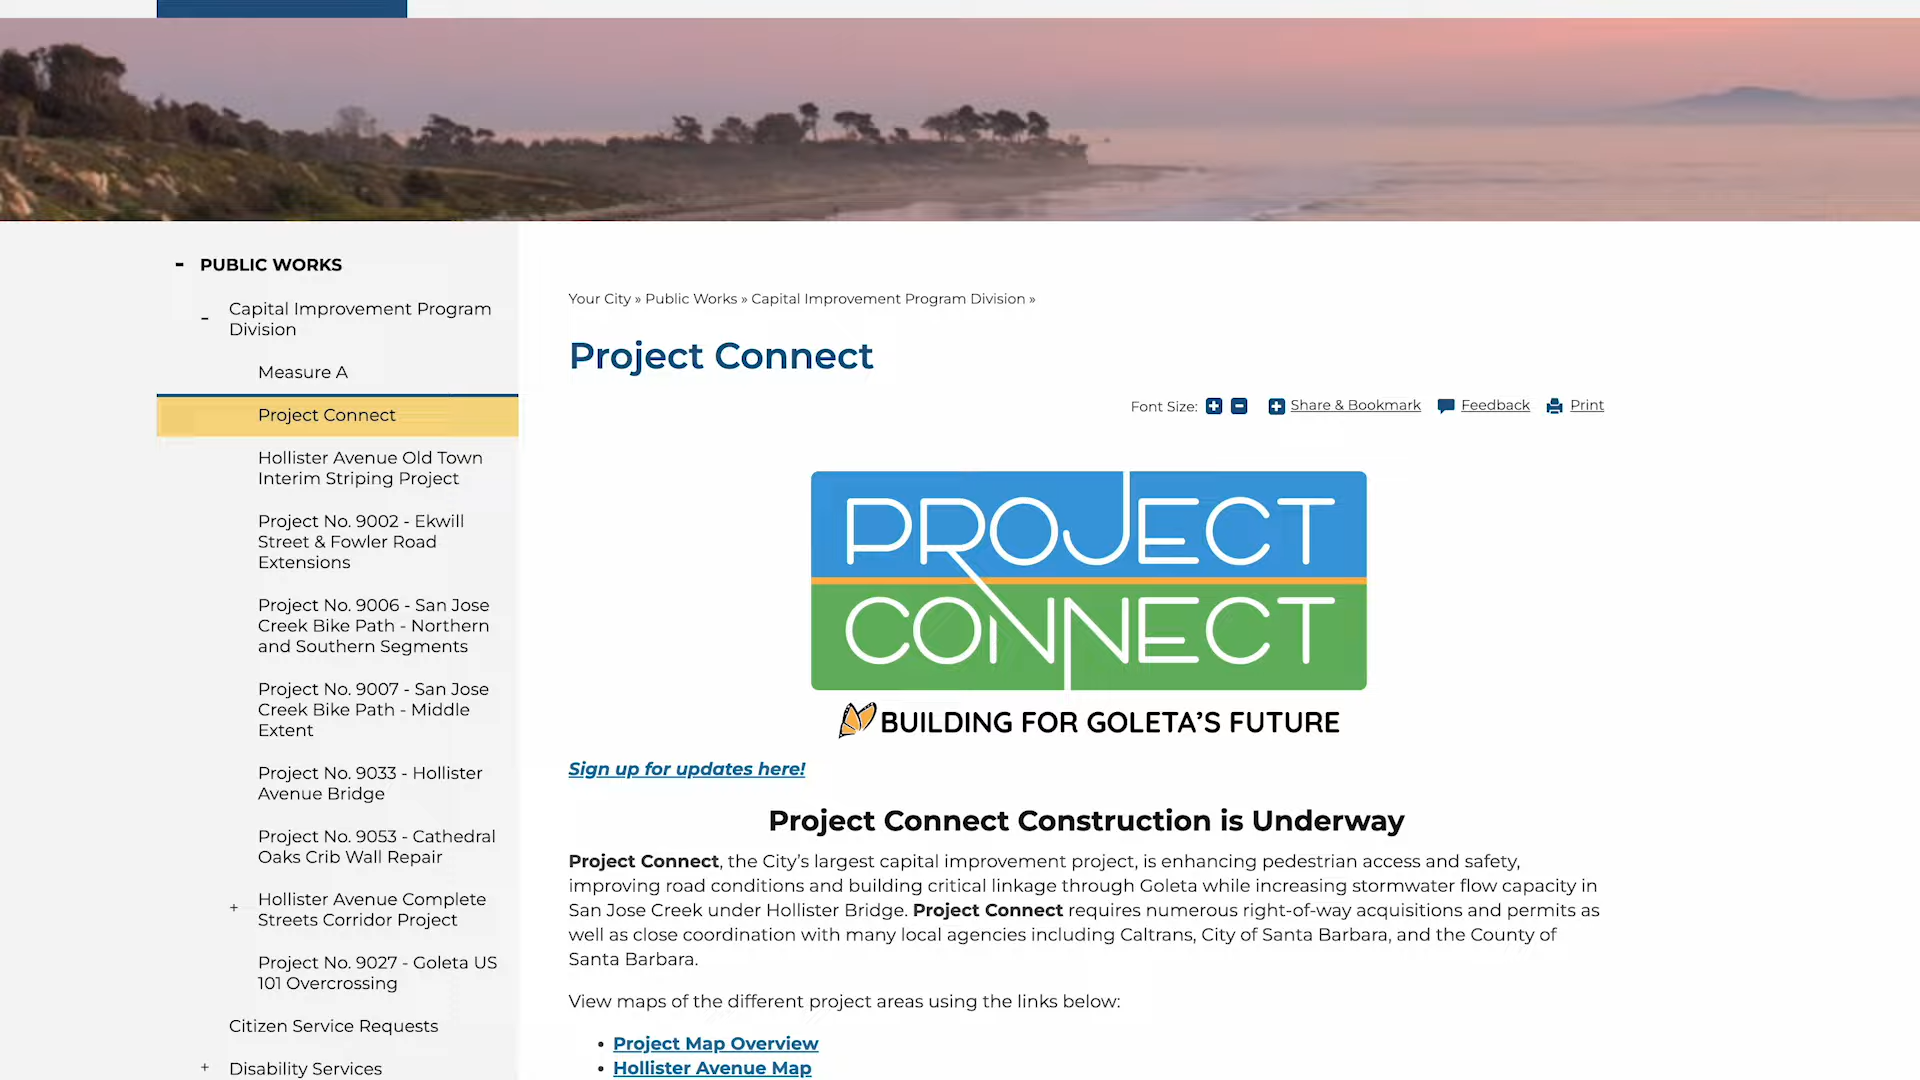 - PUBLIC WORKS
- Capital Improvement Program
Division
Measure A
Project Connect
Hollister Avenue Old Town
Interim Striping Project
Project No. 9002 - Ekwill
Street & Fowler Road
Extensions
Project No. 9006 - San Jose
Creek Bike Path - Northern
and Southern Segments
Project No. 9007 - San Jose
Creek Bike Path - Middle
Extent
Project No. 9033 - Hollister
Avenue Bridge
Project No. 9053 - Cathedral
Oaks Crib Wall Repair
+ Hollister Avenue Complete
Streets Corridor Project
Project No. 9027 - Goleta US
101 Overcrossing
Citizen Service Requests
+ Disability Services
Your City » Public Works » Capital Improvement Program Division »
Project Connect
Font Size: + - + Share & Bookmark Feedback Print
PROJECT
CONNECT
BUILDING FOR GOLETA'S FUTURE
Sign up for updates here!
Project Connect Construction is Underway
Project Connect, the City's largest capital improvement project, is enhancing pedestrian access and safety,
improving road conditions and building critical linkage through Goleta while increasing stormwater flow capacity in
San Jose Creek under Hollister Bridge. Project Connect requires numerous right-of-way acquisitions and permits as
well as close coordination with many local agencies including Caltrans, City of Santa Barbara, and the County of
Santa Barbara.
View maps of the different project areas using the links below:
• Project Map Overview
• Hollister Avenue Map